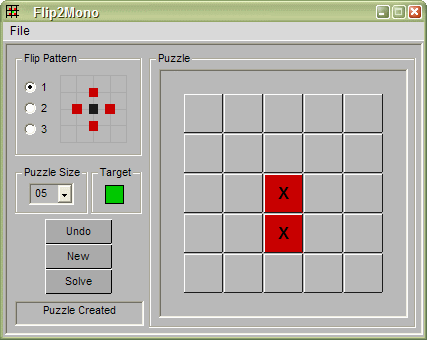 Flip2Mono
File
Flip Pattern
1
2
3
Puzzle Size
05
Target
Undo
New
Solve
Puzzle Created
Puzzle
X
X